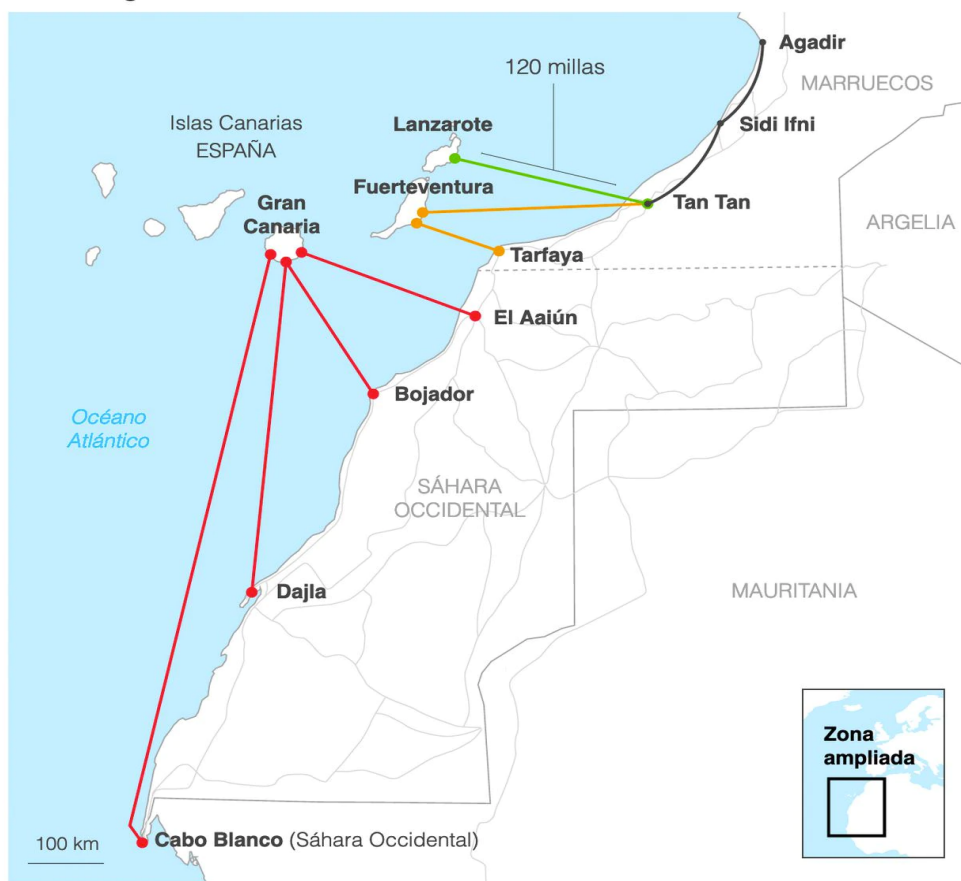 Agadir
MARRUECOS
120 millas
Islas Canarias
ESPAÑA
Lanzarote
Sidi Ifni
Fuerteventura
Gran
Canaria
Tan Tan
ARGELIA
Tarfaya
El Aaiún
Bojador
Océano
Atlántico
SÁHARA
OCCIDENTAL
Dajla
MAURITANIA
Zona
ampliada
100 km
Cabo Blanco (Sáhara Occidental)